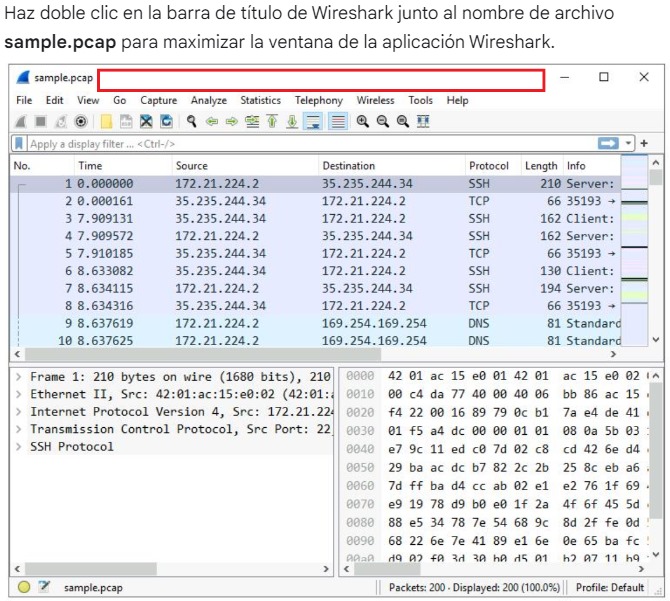 Haz doble clic en la barra de título de Wireshark junto al nombre de archivo
sample.pcap para maximizar la ventana de la aplicación Wireshark.
sample.pcap
File Edit View Go Capture Analyze Statistics Telephony Wireless Tools Help
Apply a display filter ... <Ctrl-/>
No. Time Source Destination Protocol Length Info
1 0.000000 172.21.224.2 35.235.244.34 SSH 210 Server:
2 0.000161 35.235.244.34 172.21.224.2 TCP 66 35193 →
3 7.909131 35.235.244.34 172.21.224.2 SSH 162 Client:
4 7.909572 172.21.224.2 35.235.244.34 SSH 162 Server:
5 7.910185 35.235.244.34 172.21.224.2 TCP 66 35193 →
6 8.633082 35.235.244.34 172.21.224.2 SSH 130 Client:
7 8.634115 172.21.224.2 35.235.244.34 SSH 194 Server:
8 8.634316 35.235.244.34 172.21.224.2 TCP 66 35193 →
9 8.637619 172.21.224.2 169.254.169.254 DNS 81 Standard
10 8.637625 172.21.224.2 169.254.169.254 DNS 81 Standard
Frame 1: 210 bytes on wire (1680 bits), 210
Ethernet II, Src: 42:01:ac:15:e0:02 (42:01:
Internet Protocol Version 4, Src: 172.21.224
Transmission Control Protocol, Src Port: 22
SSH Protocol
0000 42 01 ac 15 e0 01 42 01 ac 15 e0 02
0010 00 c4 da 77 40 00 40 06 bb 86 ac 15
0020 f4 22 00 16 89 79 0c b1 7a e4 de 41
0030 01 f5 a4 dc 00 00 01 01 08 0a 5b 03
0040 e7 9c 11 ed c0 7d 02 c8 cd 42 6e d4
0050 29 ba ac dc b7 82 2c 2b 25 8c eb a6
0060 7d ff ba d4 cc ab 02 e1 e2 76 1f 69
0070 e9 19 78 d9 b0 e0 1f 2a 4f 6f 45 5d
0080 88 e5 34 78 7e 54 68 9c 8d 2f fe 0d
0090 68 22 6e 7e 41 89 e1 6e 0e 65 ba fc
00a0 d9 02 f0 3d 30 b0 d5 01 b2 07 11 b9
sample.pcap Packets: 200 · Displayed: 200 (100.0%) Profile: Default